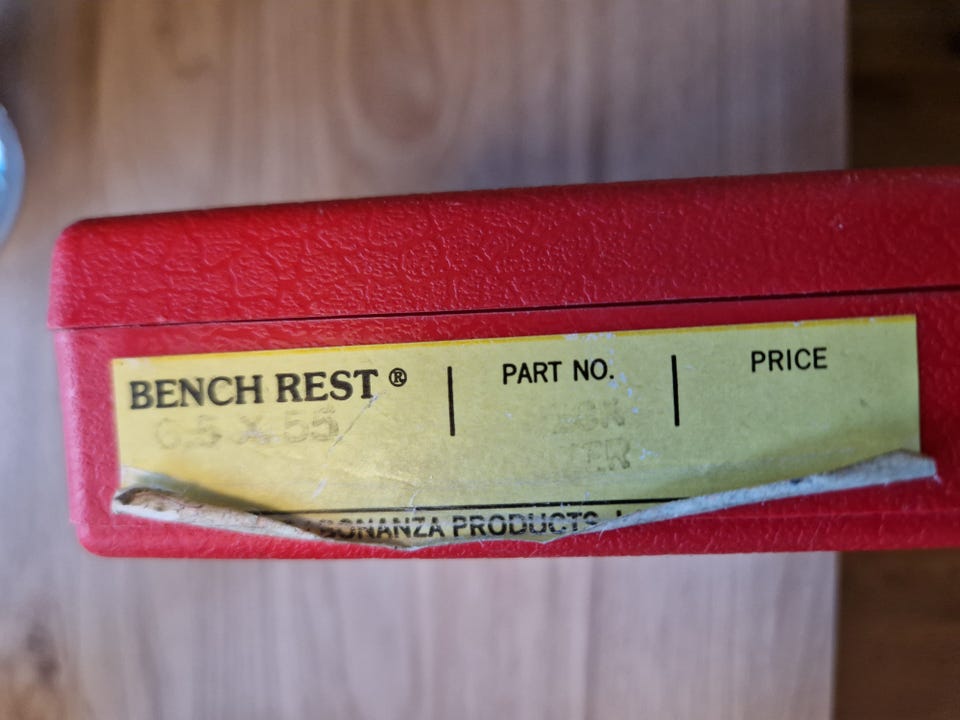 BENCH REST® | PART NO. | PRICE
6.5 X 55
BONANZA PRODUCTS